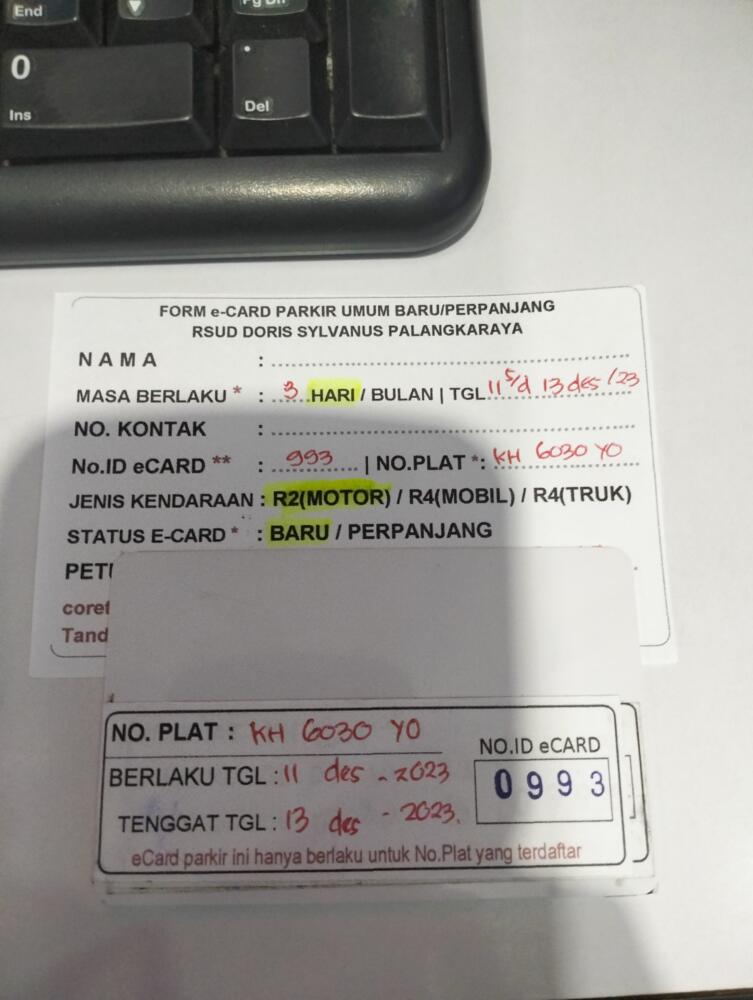 End
Pg Dn
0
Ins
.
Del
FORM e-CARD PARKIR UMUM BARU/PERPANJANG
RSUD DORIS SYLVANUS PALANGKARAYA
N A M A :
MASA BERLAKU * : 3 HARI / BULAN | TGL 11 s/d 13 des /23
NO. KONTAK :
No.ID eCARD ** : 993 | NO.PLAT *: KH 6030 YO
JENIS KENDARAAN : R2(MOTOR) / R4(MOBIL) / R4(TRUK)
STATUS E-CARD * : BARU / PERPANJANG
Tand
NO. PLAT : KH 6030 YO
NO.ID eCARD
0993
BERLAKU TGL : 11 des - 2023
TENGGAT TGL : 13 des - 2023.
eCard parkir ini hanya berlaku untuk No.Plat yang terdaftar